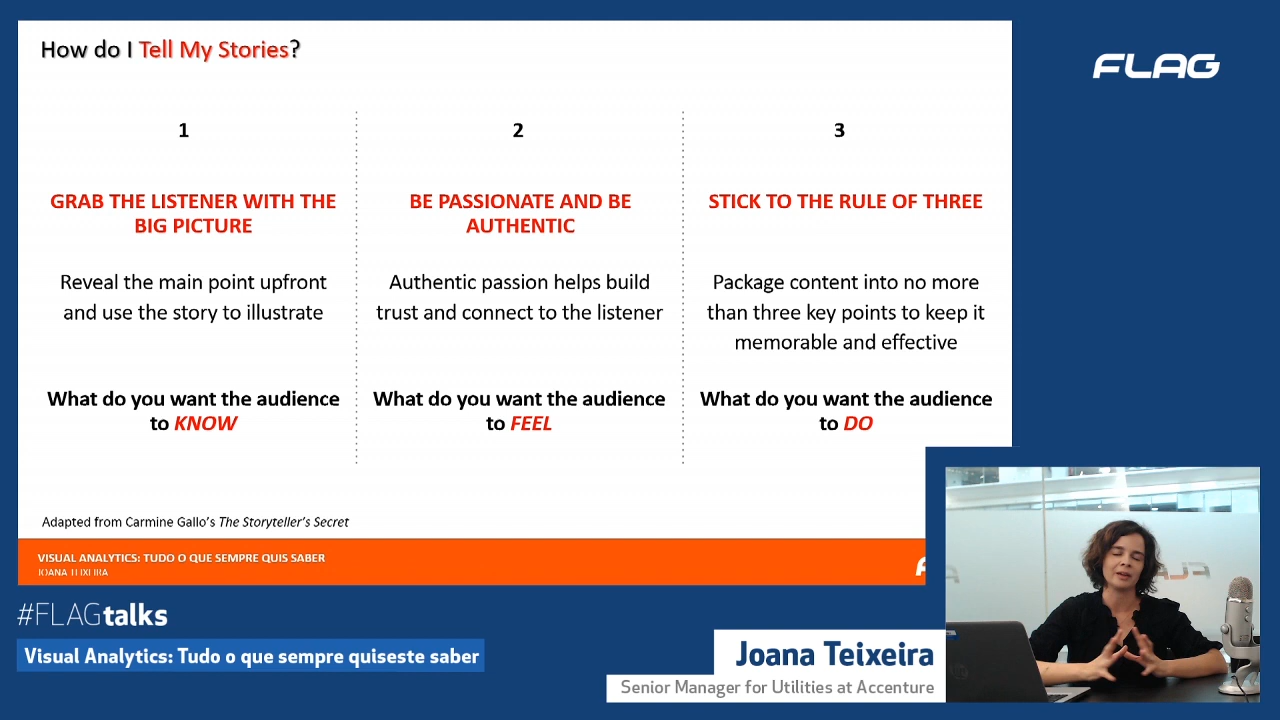 How do I Tell My Stories?
FLAG
1
GRAB THE LISTENER WITH THE
BIG PICTURE
Reveal the main point upfront
and use the story to illustrate
What do you want the audience
to KNOW
2
BE PASSIONATE AND BE
AUTHENTIC
Authentic passion helps build
trust and connect to the listener
What do you want the audience
to FEEL
3
STICK TO THE RULE OF THREE
Package content into no more
than three key points to keep it
memorable and effective
What do you want the audience
to DO
Adapted from Carmine Gallo's The Storyteller's Secret
VISUAL ANALYTICS: TUDO O QUE SEMPRE QUIS SABER
JOANA TEIXEIRA
#FLAGtalks
Visual Analytics: Tudo o que sempre quiseste saber
Joana Teixeira
Senior Manager for Utilities at Accenture